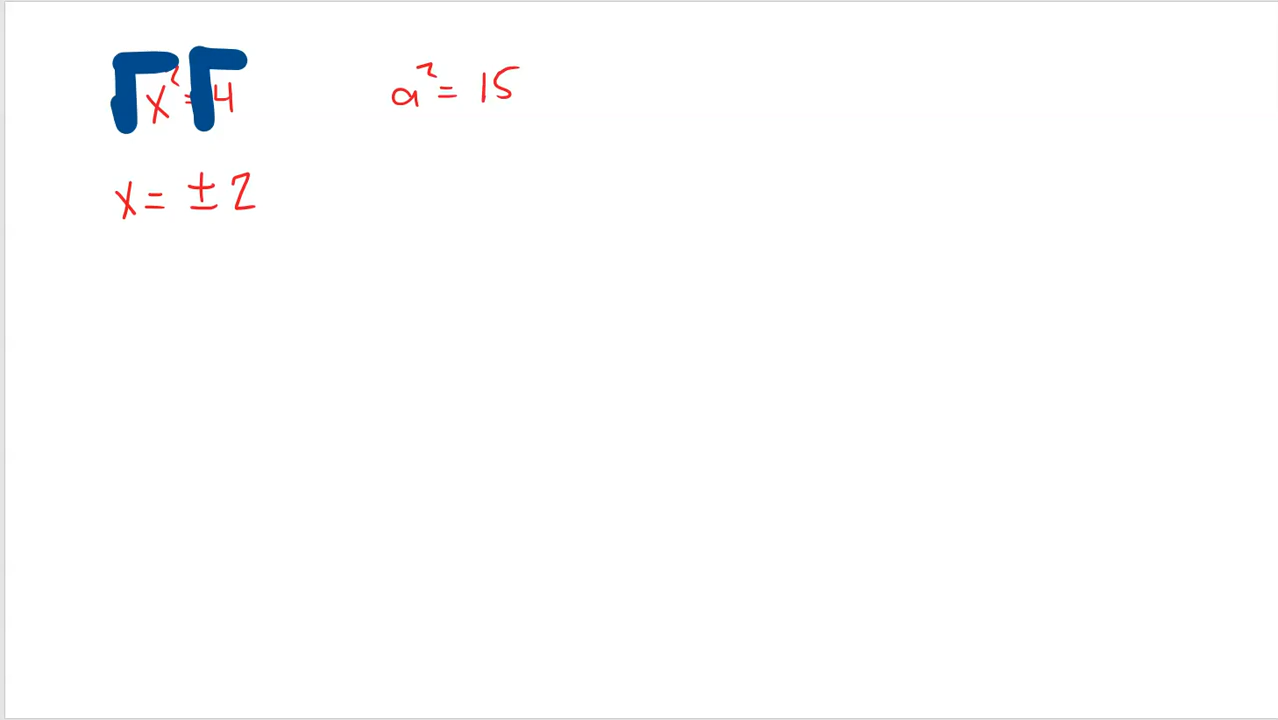 √x² = √4
a² = 15
x = ± 2